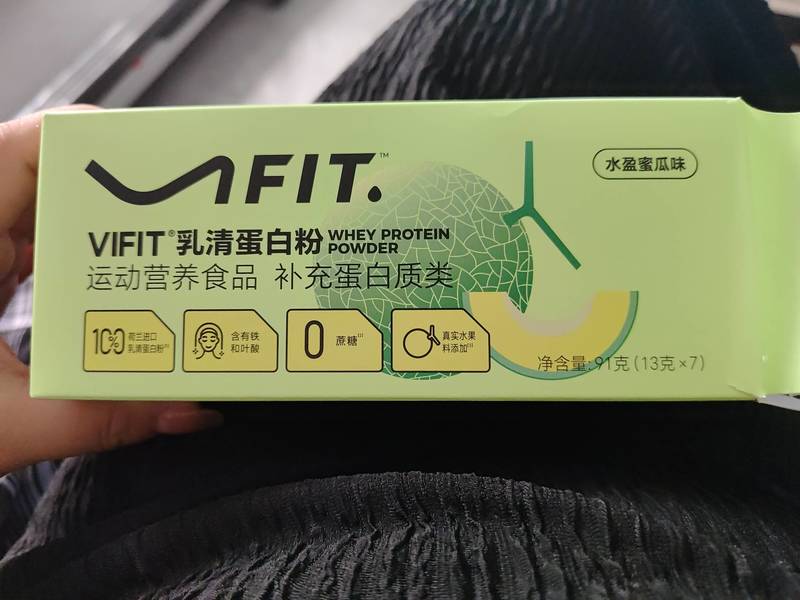 VIFIT.™
水盈蜜瓜味
VIFIT®乳清蛋白粉 WHEY PROTEIN
POWDER
运动营养食品 补充蛋白质类
100%
荷兰进口
乳清蛋白粉[1]
含有铁
和叶酸
0 蔗糖
真实水果
料添加
净含量: 91克 (13克×7)